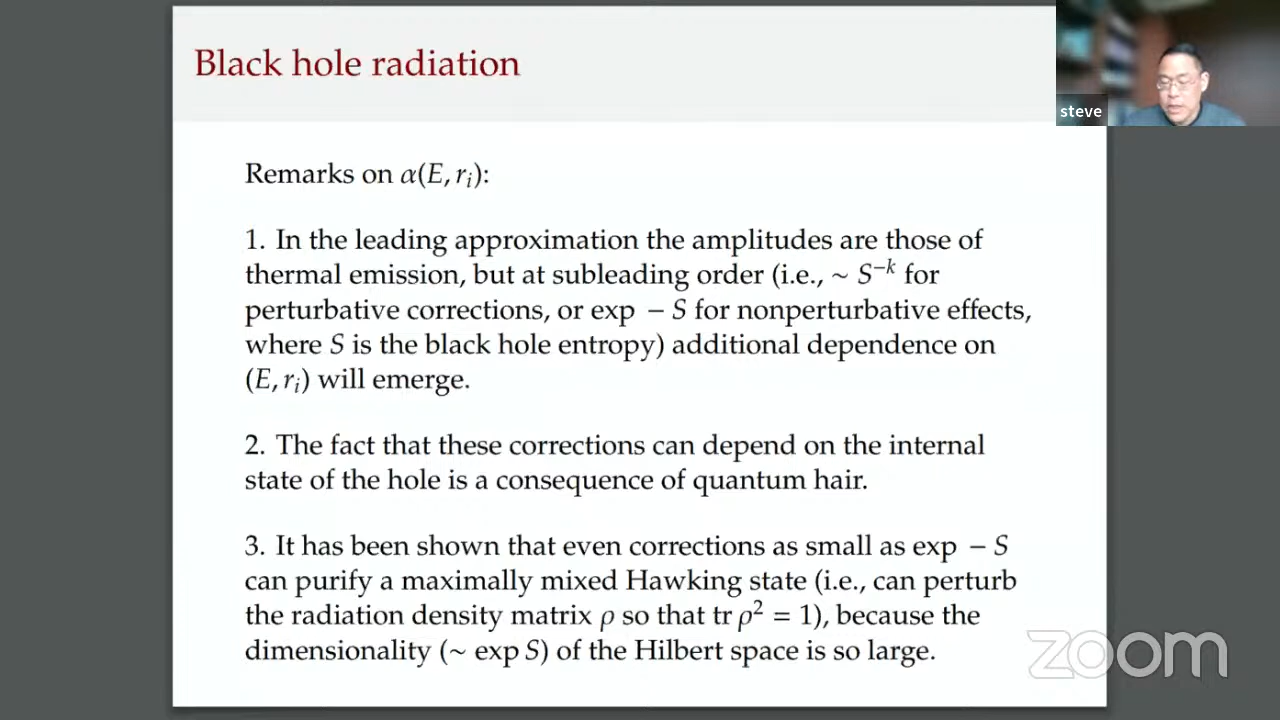 Black hole radiation
steve
Remarks on α(E, rᵢ):
1. In the leading approximation the amplitudes are those of
thermal emission, but at subleading order (i.e., ~ S⁻ᵏ for
perturbative corrections, or exp − S for nonperturbative effects,
where S is the black hole entropy) additional dependence on
(E, rᵢ) will emerge.
2. The fact that these corrections can depend on the internal
state of the hole is a consequence of quantum hair.
3. It has been shown that even corrections as small as exp − S
can purify a maximally mixed Hawking state (i.e., can perturb
the radiation density matrix ρ so that tr ρ² = 1), because the
dimensionality (~ exp S) of the Hilbert space is so large.
zoom